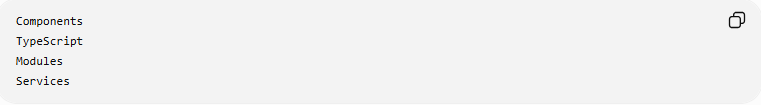 Components
TypeScript
Modules
Services